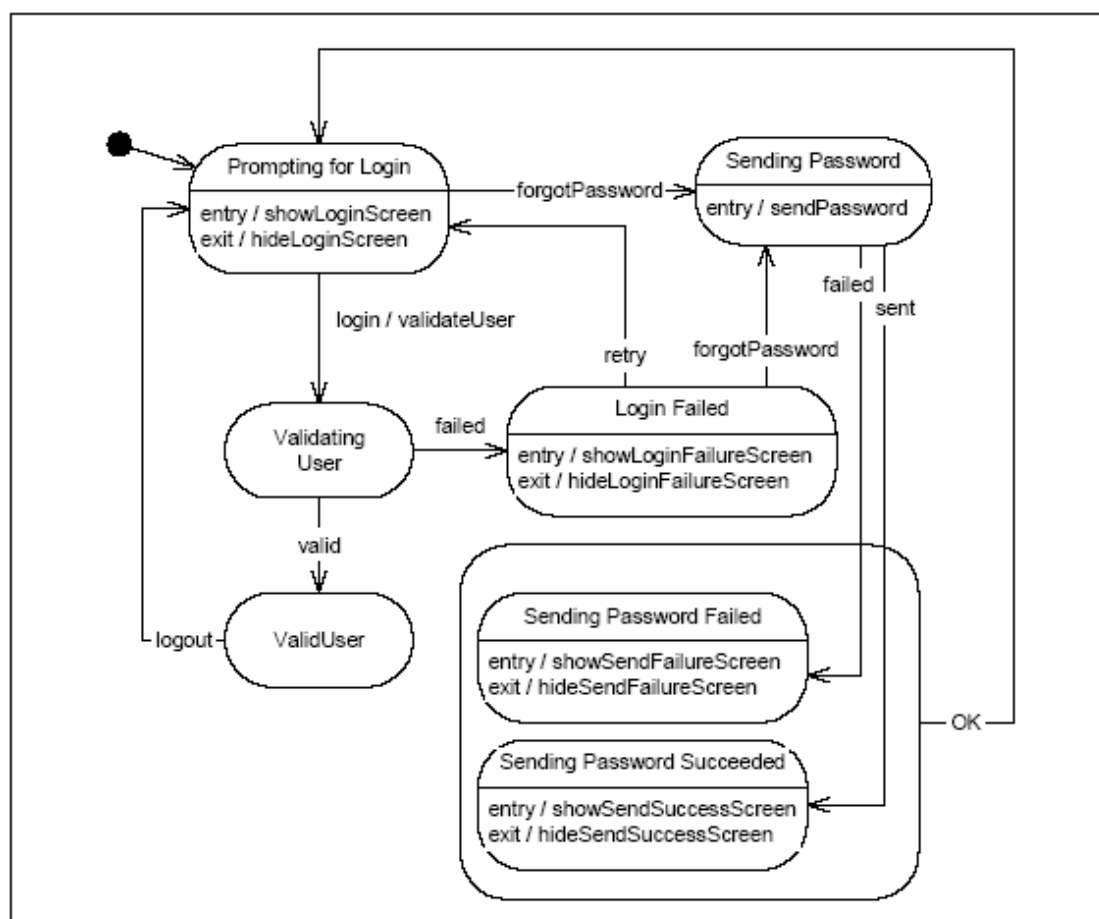 Prompting for Login
entry / showLoginScreen
exit / hideLoginScreen
forgotPassword
Sending Password
entry / sendPassword
failed
sent
login / validateUser
retry
forgotPassword
Validating
User
failed
Login Failed
entry / showLoginFailureScreen
exit / hideLoginFailureScreen
valid
logout
ValidUser
Sending Password Failed
entry / showSendFailureScreen
exit / hideSendFailureScreen
OK
Sending Password Succeeded
entry / showSendSuccessScreen
exit / hideSendSuccessScreen